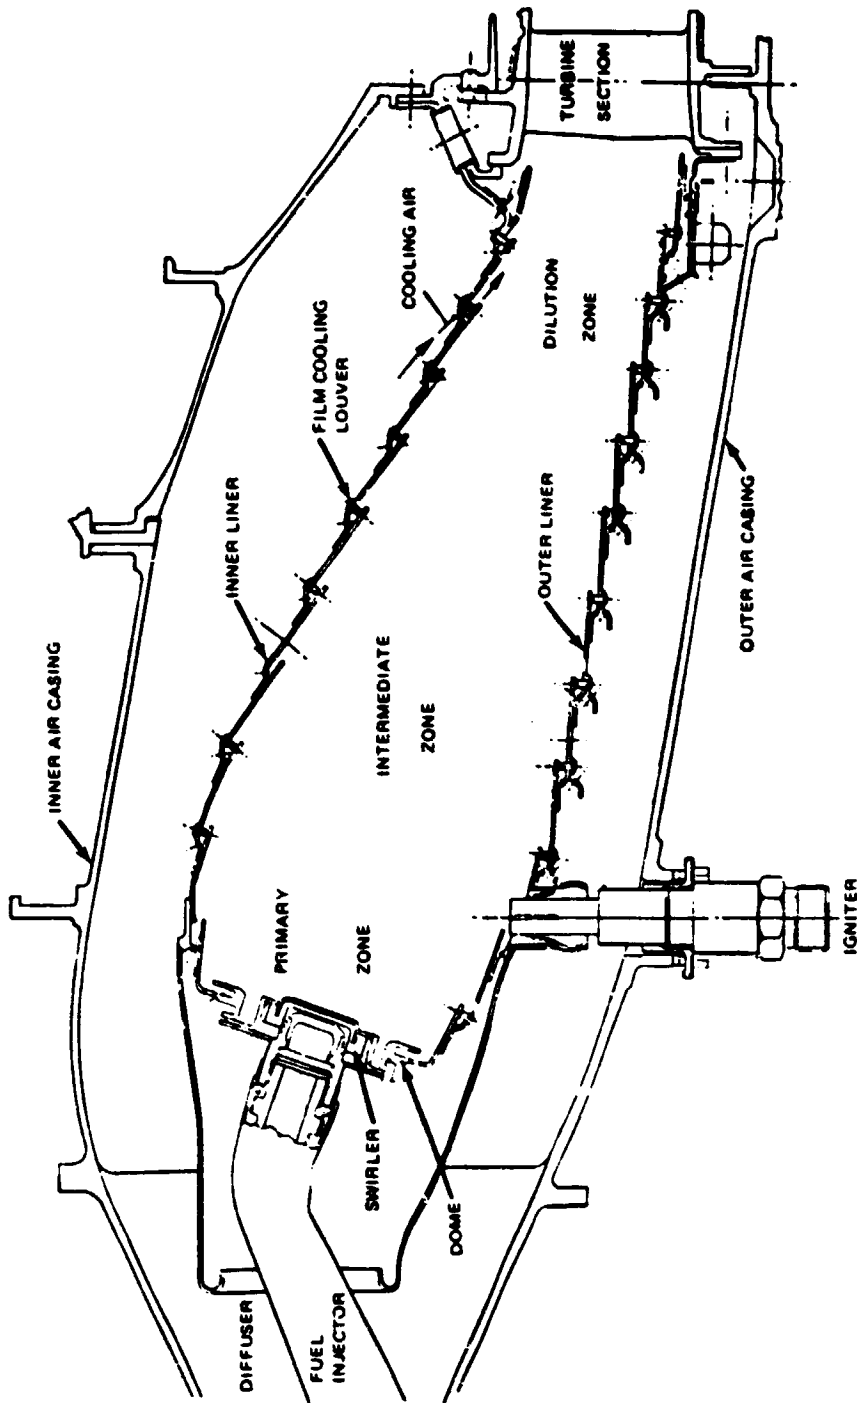 INNER AIR CASING
INNER LINER
FILM COOLING
LOUVER
COOLING AIR
TURBINE
SECTION
PRIMARY
ZONE
INTERMEDIATE
ZONE
DILUTION
ZONE
DIFFUSER
FUEL
INJECTOR
SWIRLER
DOME
OUTER LINER
IGNITER
OUTER AIR CASING